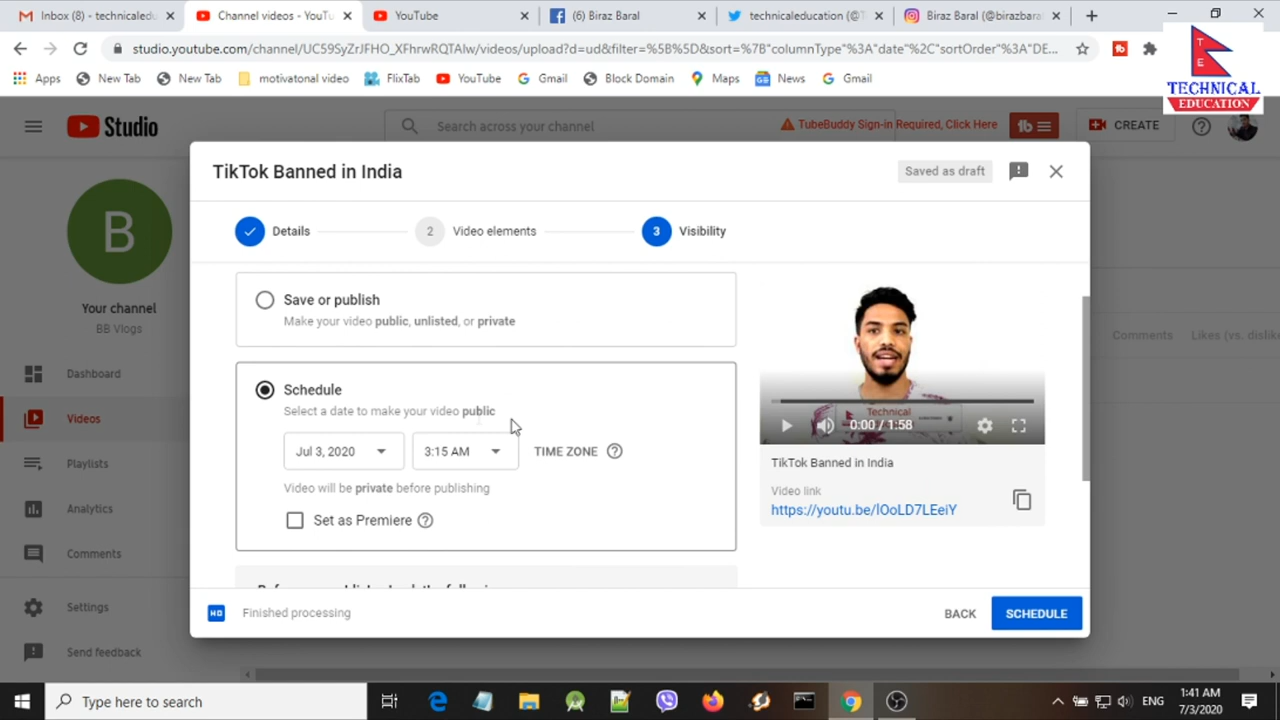 Inbox (8) - technicaledu
Channel videos - YouTu
YouTube
(6) Biraz Baral
technicaleducation (@T
Biraz Baral (@birazbara
studio.youtube.com/channel/UC59SyZrJFHO_XFhrwRQTAlw/videos/upload?d=ud&filter=%5B%5D&sort=%7B"columnType"%3A"date"%2C"sortOrder"%3A"DE...
Apps
New Tab
New Tab
motivatonal video
FlixTab
YouTube
Gmail
Block Domain
Maps
News
Gmail
T
E
TECHNICAL
EDUCATION
Studio
Search across your channel
TubeBuddy Sign-in Required, Click Here
tb
CREATE
TikTok Banned in India
Saved as draft
Details
2
Video elements
3
Visibility
B
Your channel
BB Vlogs
Dashboard
Videos
Playlists
Analytics
Comments
Settings
Send feedback
Save or publish
Make your video public, unlisted, or private
Schedule
Select a date to make your video public
Jul 3, 2020
3:15 AM
TIME ZONE
Video will be private before publishing
Set as Premiere
Technical
0:00 / 1:58
TikTok Banned in India
Video link
https://youtu.be/lOoLD7LEeiY
Comments
Likes (vs. dislike
HD
Finished processing
BACK
SCHEDULE
Type here to search
ENG
1:41 AM
7/3/2020